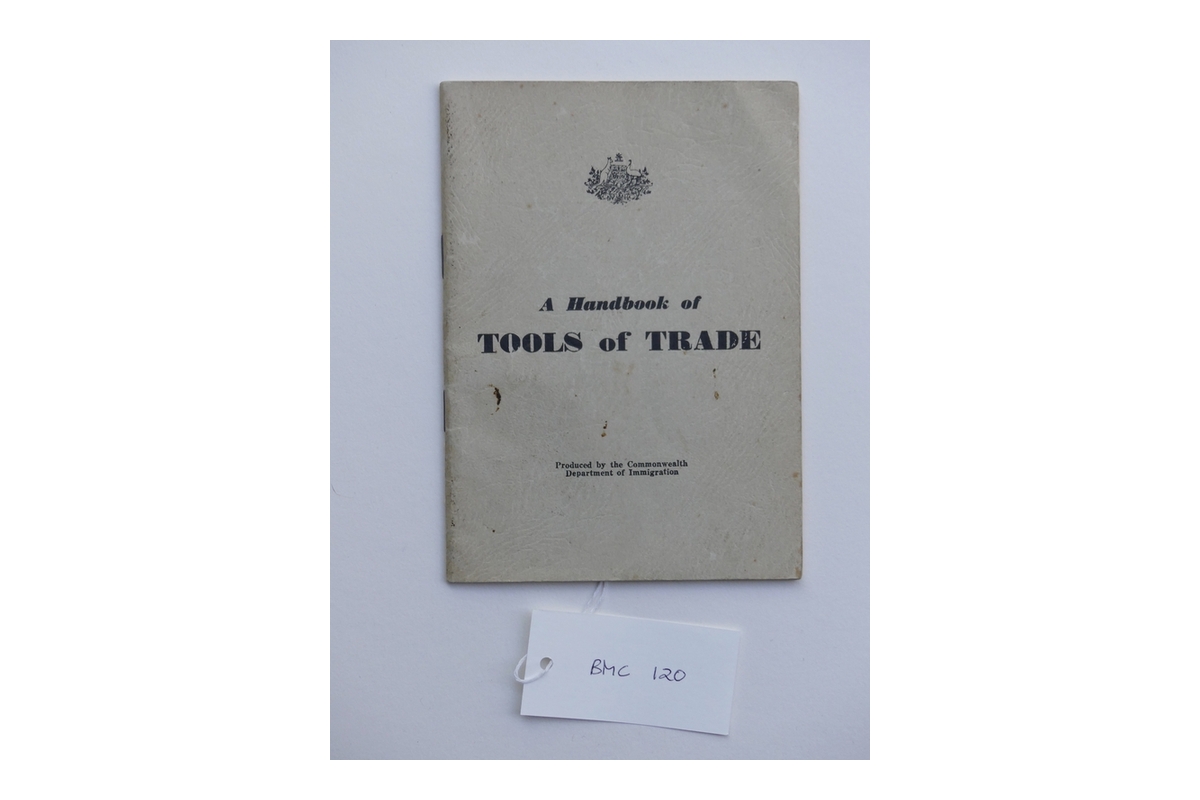 A Handbook of
TOOLS of TRADE
Produced by the Commonwealth
Department of Immigration
BMC 120